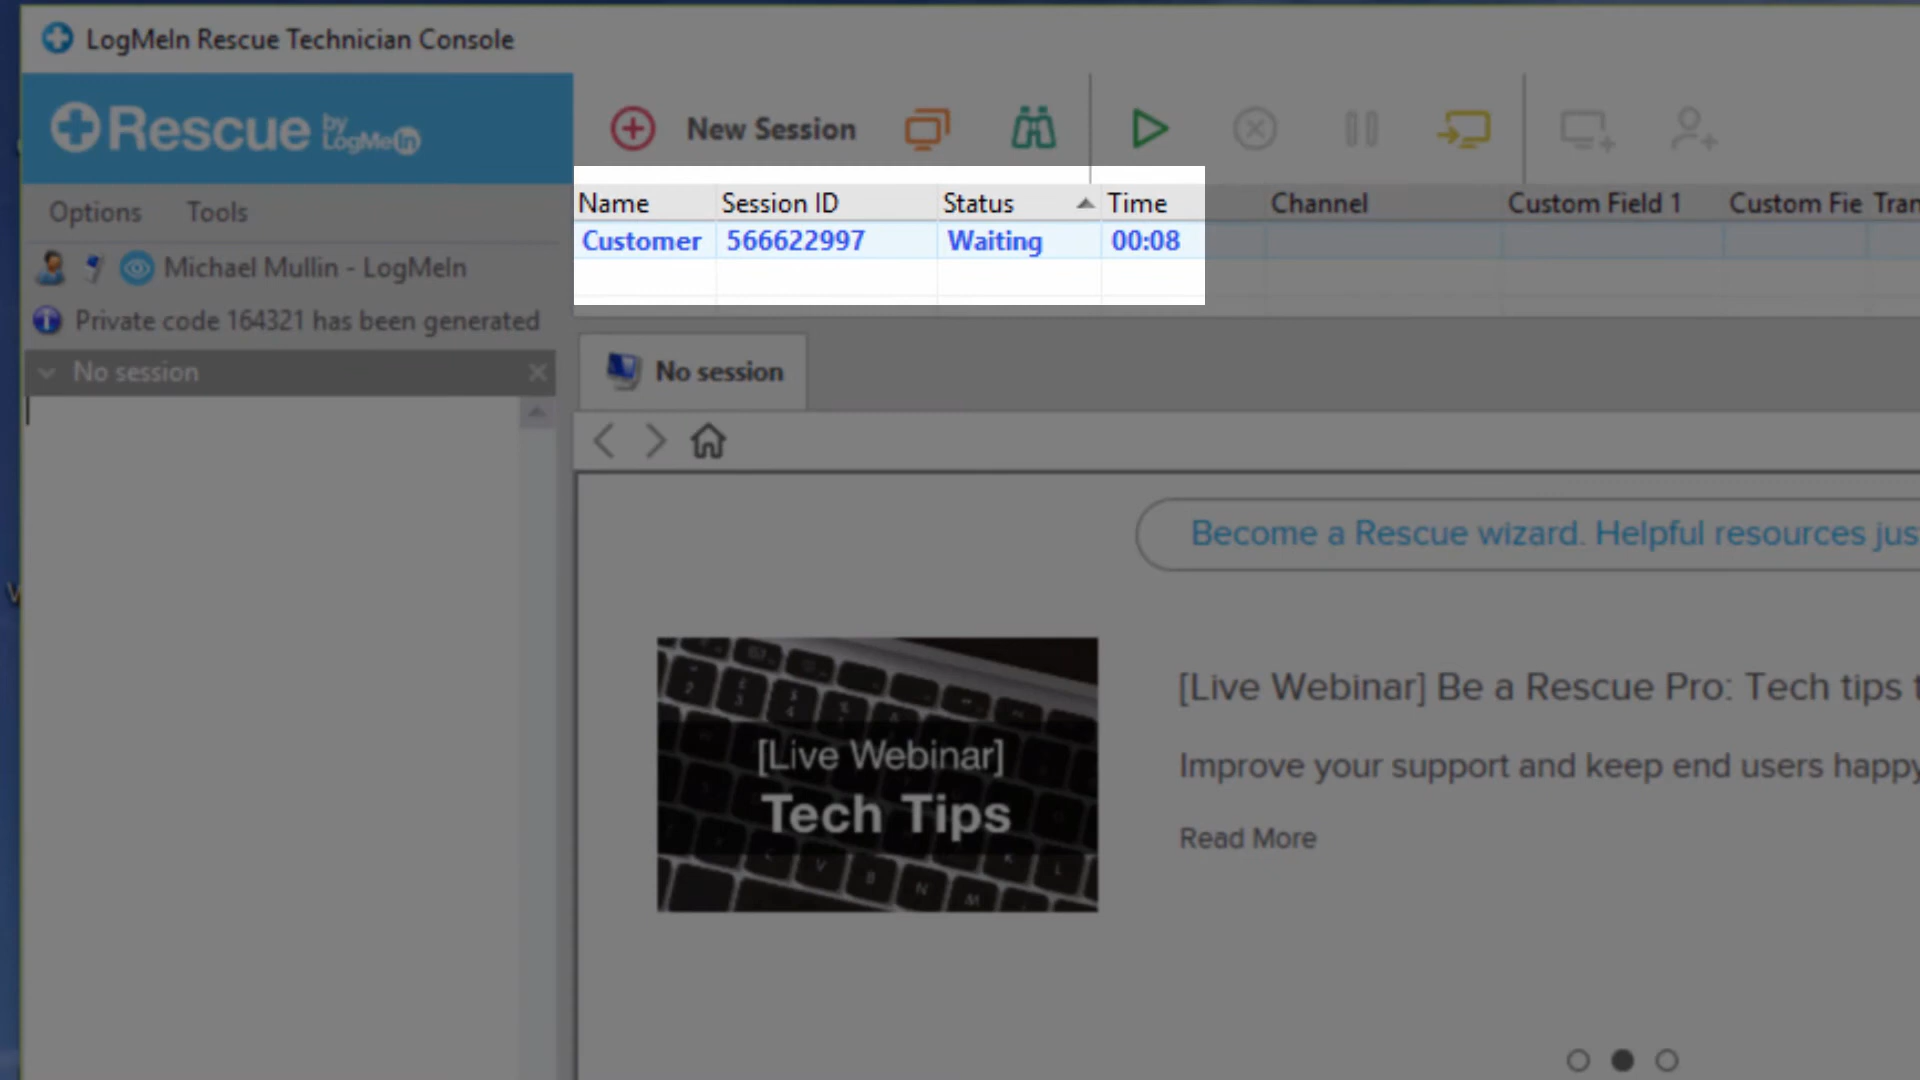 LogMeIn Rescue Technician Console
Rescue by LogMeIn
New Session
Options Tools
Name Session ID Status Time Channel Custom Field 1 Custom Fie Tran
Customer 566622997 Waiting 00:08
Michael Mullin - LogMeIn
Private code 164321 has been generated
No session
No session
Become a Rescue wizard. Helpful resources jus
[Live Webinar]
Tech Tips
[Live Webinar] Be a Rescue Pro: Tech tips t
Improve your support and keep end users happy
Read More